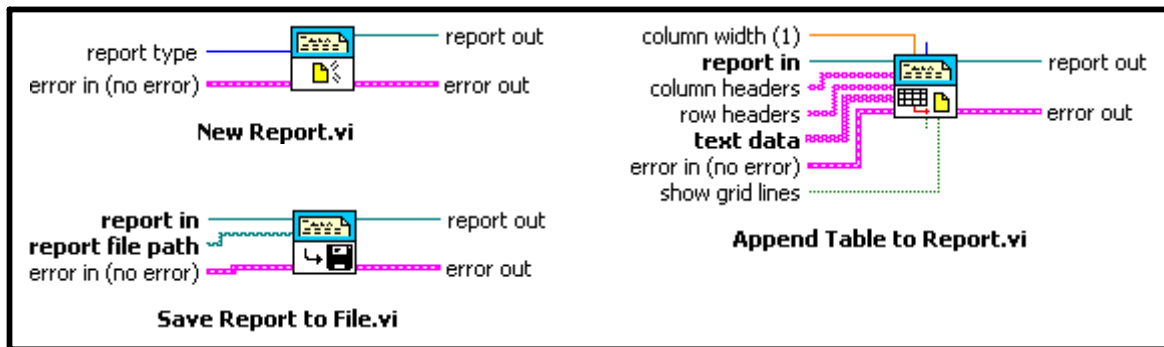 report type
report out
error in (no error)
error out
New Report.vi
report in
report out
report file path
error in (no error)
error out
Save Report to File.vi
column width (1)
report in
report out
column headers
row headers
error out
text data
error in (no error)
show grid lines
Append Table to Report.vi